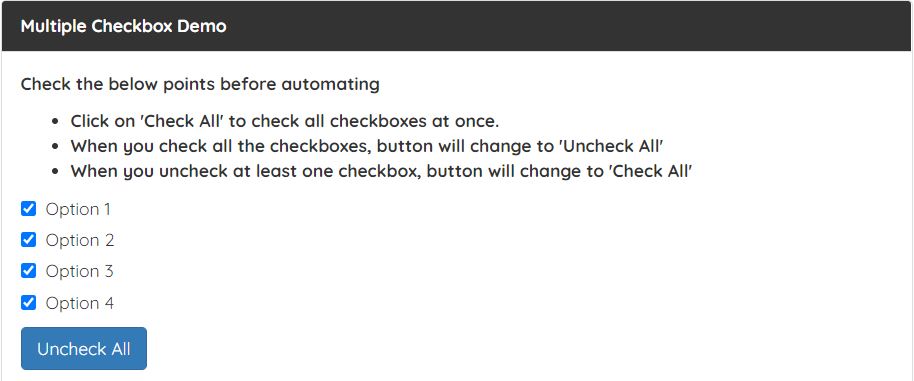 Multiple Checkbox Demo
Check the below points before automating
Click on 'Check All' to check all checkboxes at once.
When you check all the checkboxes, button will change to 'Uncheck All'
When you uncheck at least one checkbox, button will change to 'Check All'
Option 1
Option 2
Option 3
Option 4
Uncheck All